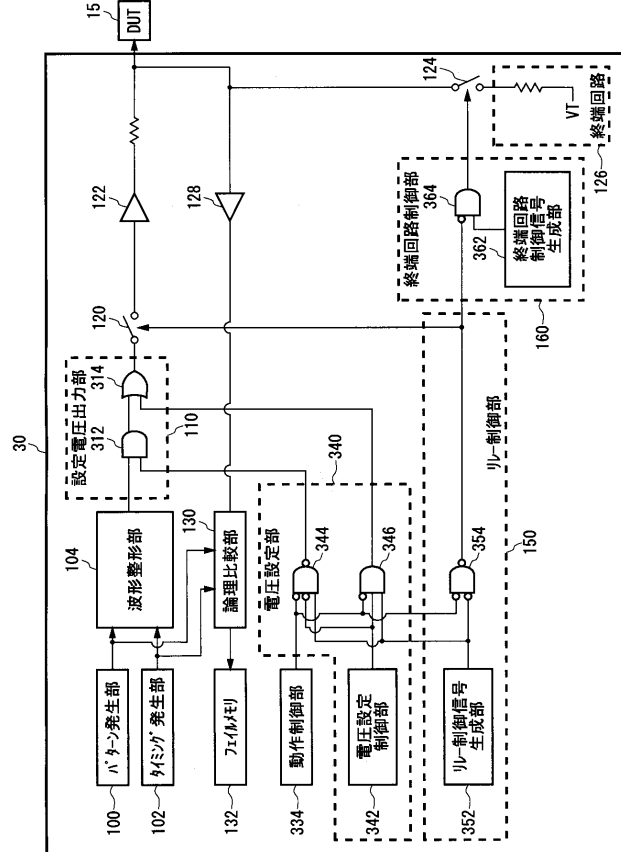 30
15
DUT
設定電圧出力部
312
314
110
120
122
128
124
VT
終端回路
126
104
波形整形部
130
論理比較部
電圧設定部
340
344
346
終端回路制御部
364
362
終端回路
制御信号
生成部
160
リレー制御部
354
150
パターン発生部
100
タイミング発生部
102
フェイルメモリ
132
動作制御部
334
電圧設定
制御部
342
リレー制御信号
生成部
352